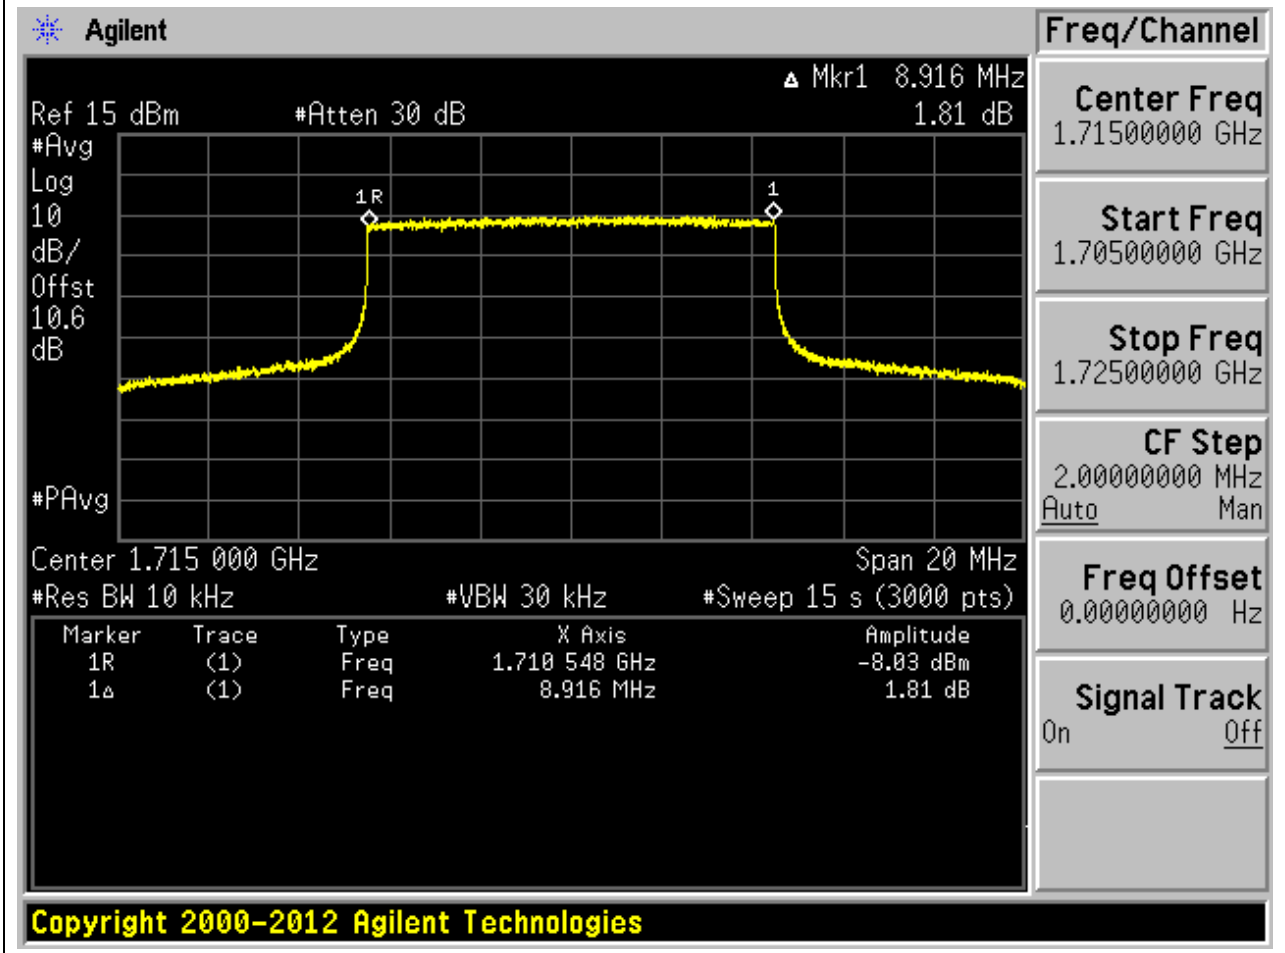 Agilent
Freq/Channel
▵ Mkr1 8.916 MHz
Ref 15 dBm #Atten 30 dB 1.81 dB
#Avg
Log
10
dB/
Offst
10.6
dB
1R
1
#PAvg
Center 1.715 000 GHz Span 20 MHz
#Res BW 10 kHz #VBW 30 kHz #Sweep 15 s (3000 pts)
Marker Trace Type X Axis Amplitude
1R (1) Freq 1.710 548 GHz -8.03 dBm
1▵ (1) Freq 8.916 MHz 1.81 dB
Center Freq
1.71500000 GHz
Start Freq
1.70500000 GHz
Stop Freq
1.72500000 GHz
CF Step
2.00000000 MHz
Auto Man
Freq Offset
0.00000000 Hz
Signal Track
On Off
Copyright 2000-2012 Agilent Technologies